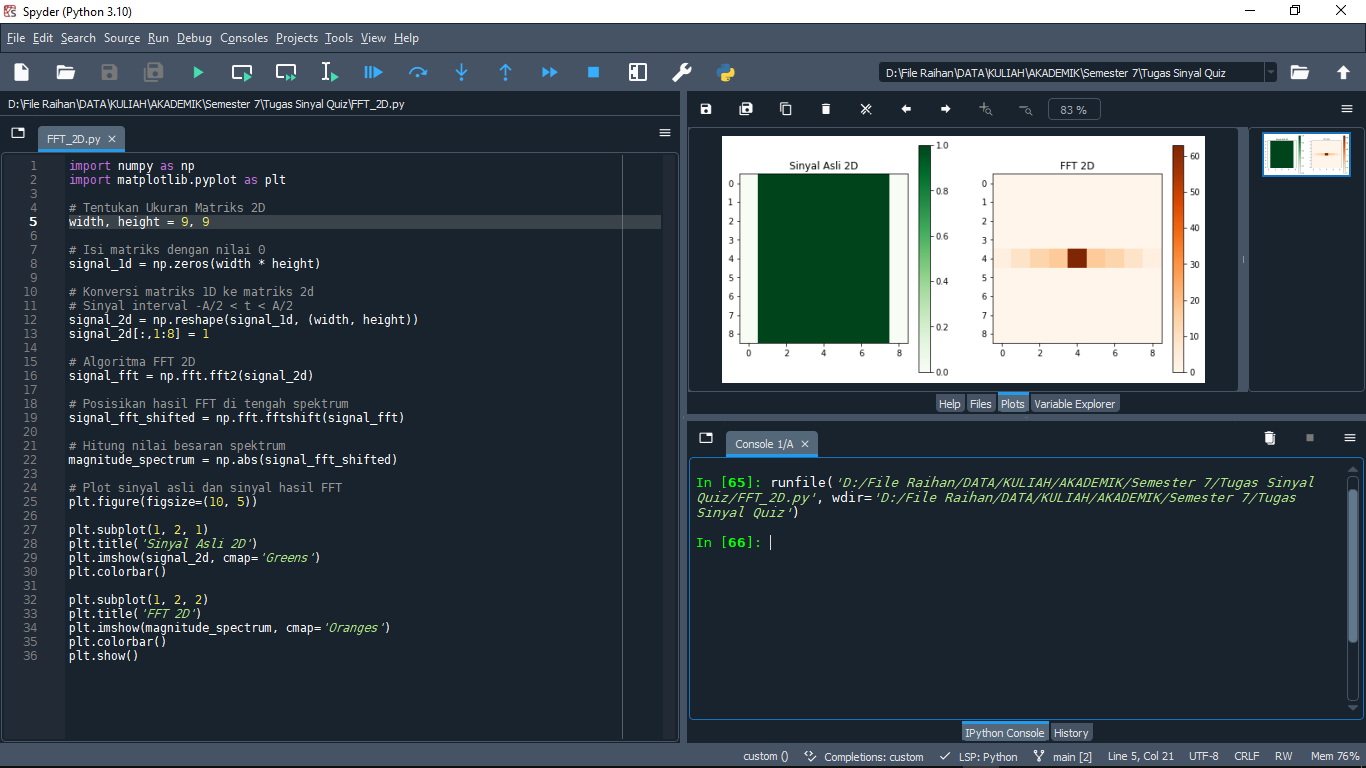 Spyder (Python 3.10)
File Edit Search Source Run Debug Consoles Projects Tools View Help
D:\File Raihan\DATA\KULIAH\AKADEMIK\Semester 7\Tugas Sinyal Quiz
D:\File Raihan\DATA\KULIAH\AKADEMIK\Semester 7\Tugas Sinyal Quiz\FFT_2D.py
FFT_2D.py
1 import numpy as np
2 import matplotlib.pyplot as plt
3
4 # Tentukan Ukuran Matriks 2D
5 width, height = 9, 9
6
7 # Isi matriks dengan nilai 0
8 signal_1d = np.zeros(width * height)
9
10 # Konversi matriks 1D ke matriks 2d
11 # Sinyal interval -A/2 < t < A/2
12 signal_2d = np.reshape(signal_1d, (width, height))
13 signal_2d[:,1:8] = 1
14
15 # Algoritma FFT 2D
16 signal_fft = np.fft.fft2(signal_2d)
17
18 # Posisikan hasil FFT di tengah spektrum
19 signal_fft_shifted = np.fft.fftshift(signal_fft)
20
21 # Hitung nilai besaran spektrum
22 magnitude_spectrum = np.abs(signal_fft_shifted)
23
24 # Plot sinyal asli dan sinyal hasil FFT
25 plt.figure(figsize=(10, 5))
26
27 plt.subplot(1, 2, 1)
28 plt.title('Sinyal Asli 2D')
29 plt.imshow(signal_2d, cmap='Greens')
30 plt.colorbar()
31
32 plt.subplot(1, 2, 2)
33 plt.title('FFT 2D')
34 plt.imshow(magnitude_spectrum, cmap='Oranges')
35 plt.colorbar()
36 plt.show()
83 %
Sinyal Asli 2D
0
1
2
3
4
5
6
7
8
0 2 4 6 8
1.0
0.8
0.6
0.4
0.2
0.0
FFT 2D
0
1
2
3
4
5
6
7
8
0 2 4 6 8
60
50
40
30
20
10
0
Help Files Plots Variable Explorer
Console 1/A
In [65]: runfile('D:/File Raihan/DATA/KULIAH/AKADEMIK/Semester 7/Tugas Sinyal
Quiz/FFT_2D.py', wdir='D:/File Raihan/DATA/KULIAH/AKADEMIK/Semester 7/Tugas
Sinyal Quiz')
In [66]:
IPython Console History
custom () Completions: custom LSP: Python main [2] Line 5, Col 21 UTF-8 CRLF RW Mem 76%